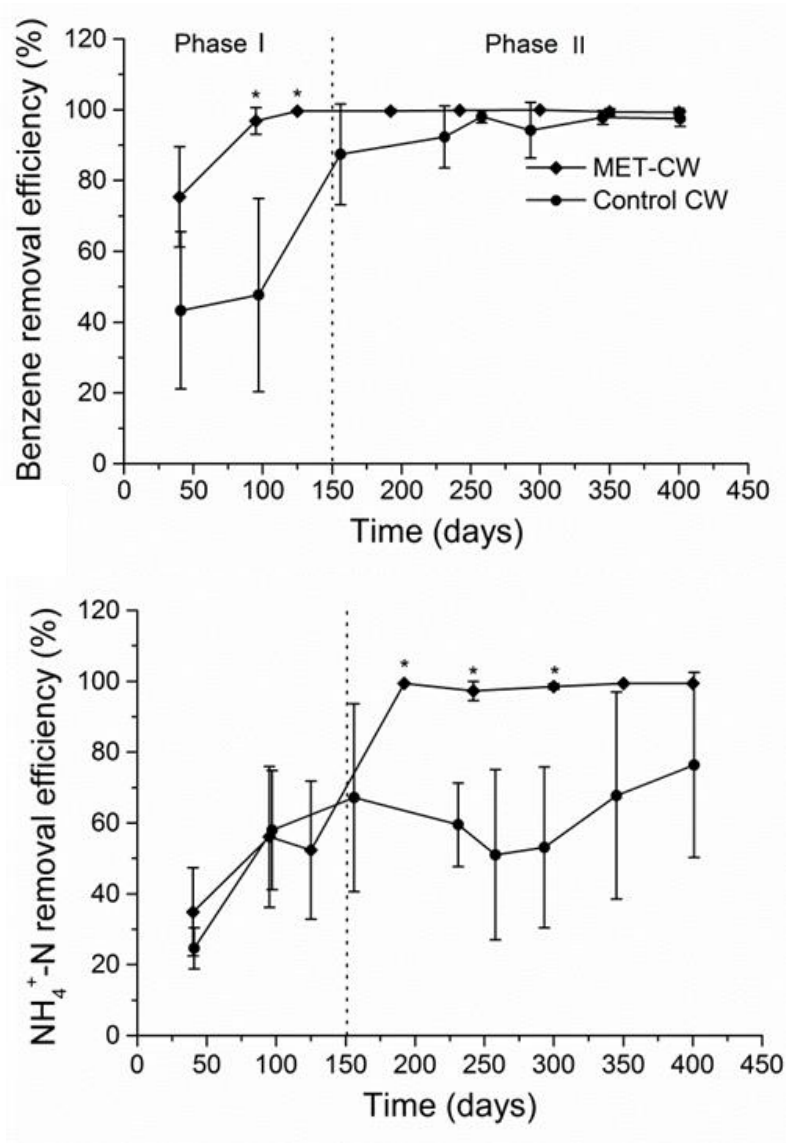 Phase I
Phase II
Benzene removal efficiency (%)
120
100
80
60
40
20
0
* *
MET-CW
Control CW
0 50 100 150 200 250 300 350 400 450
Time (days)
NH₄⁺-N removal efficiency (%)
120
100
80
60
40
20
0
* * *
0 50 100 150 200 250 300 350 400 450
Time (days)